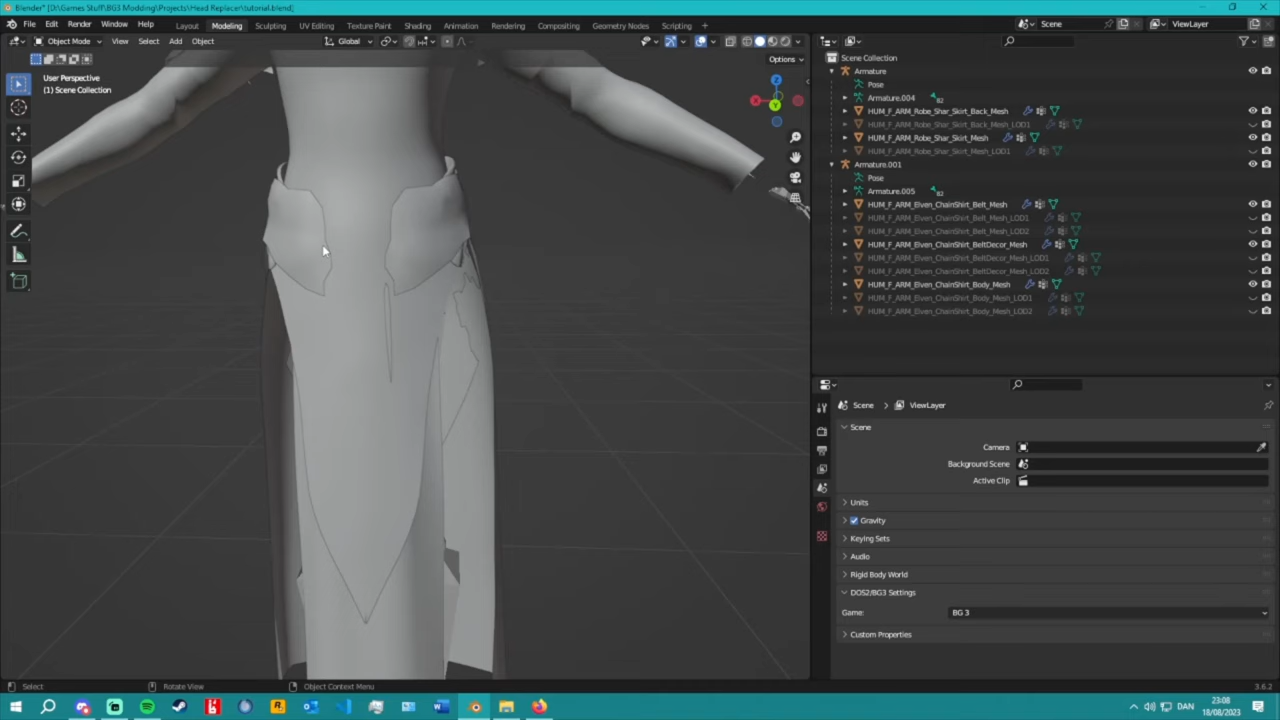 Blender* [D:\Games Stuff\BG3 Modding\Projects\Head Replacer\tutorial.blend]
File Edit Render Window Help Layout Modeling Sculpting UV Editing Texture Paint Shading Animation Rendering Compositing Geometry Nodes Scripting + Scene ViewLayer
Object Mode View Select Add Object Global
Options
User Perspective
(1) Scene Collection
X
Y
Z
Scene Collection
Armature
Pose
Armature.004 82
HUM_F_ARM_Robe_Shar_Skirt_Back_Mesh
HUM_F_ARM_Robe_Shar_Skirt_Back_Mesh_LOD1
HUM_F_ARM_Robe_Shar_Skirt_Mesh
HUM_F_ARM_Robe_Shar_Skirt_Mesh_LOD1
Armature.001
Pose
Armature.005 82
HUM_F_ARM_Elven_ChainShirt_Belt_Mesh
HUM_F_ARM_Elven_ChainShirt_Belt_Mesh_LOD1
HUM_F_ARM_Elven_ChainShirt_Belt_Mesh_LOD2
HUM_F_ARM_Elven_ChainShirt_BeltDecor_Mesh
HUM_F_ARM_Elven_ChainShirt_BeltDecor_Mesh_LOD1
HUM_F_ARM_Elven_ChainShirt_BeltDecor_Mesh_LOD2
HUM_F_ARM_Elven_ChainShirt_Body_Mesh
HUM_F_ARM_Elven_ChainShirt_Body_Mesh_LOD1
HUM_F_ARM_Elven_ChainShirt_Body_Mesh_LOD2
Scene > ViewLayer
Scene
Camera
Background Scene
Active Clip
Units
Gravity
Keying Sets
Audio
Rigid Body World
DOS2/BG3 Settings
Game: BG 3
Custom Properties
Select Rotate View Object Context Menu 3.6.2
DAN 23:08
18/08/2023